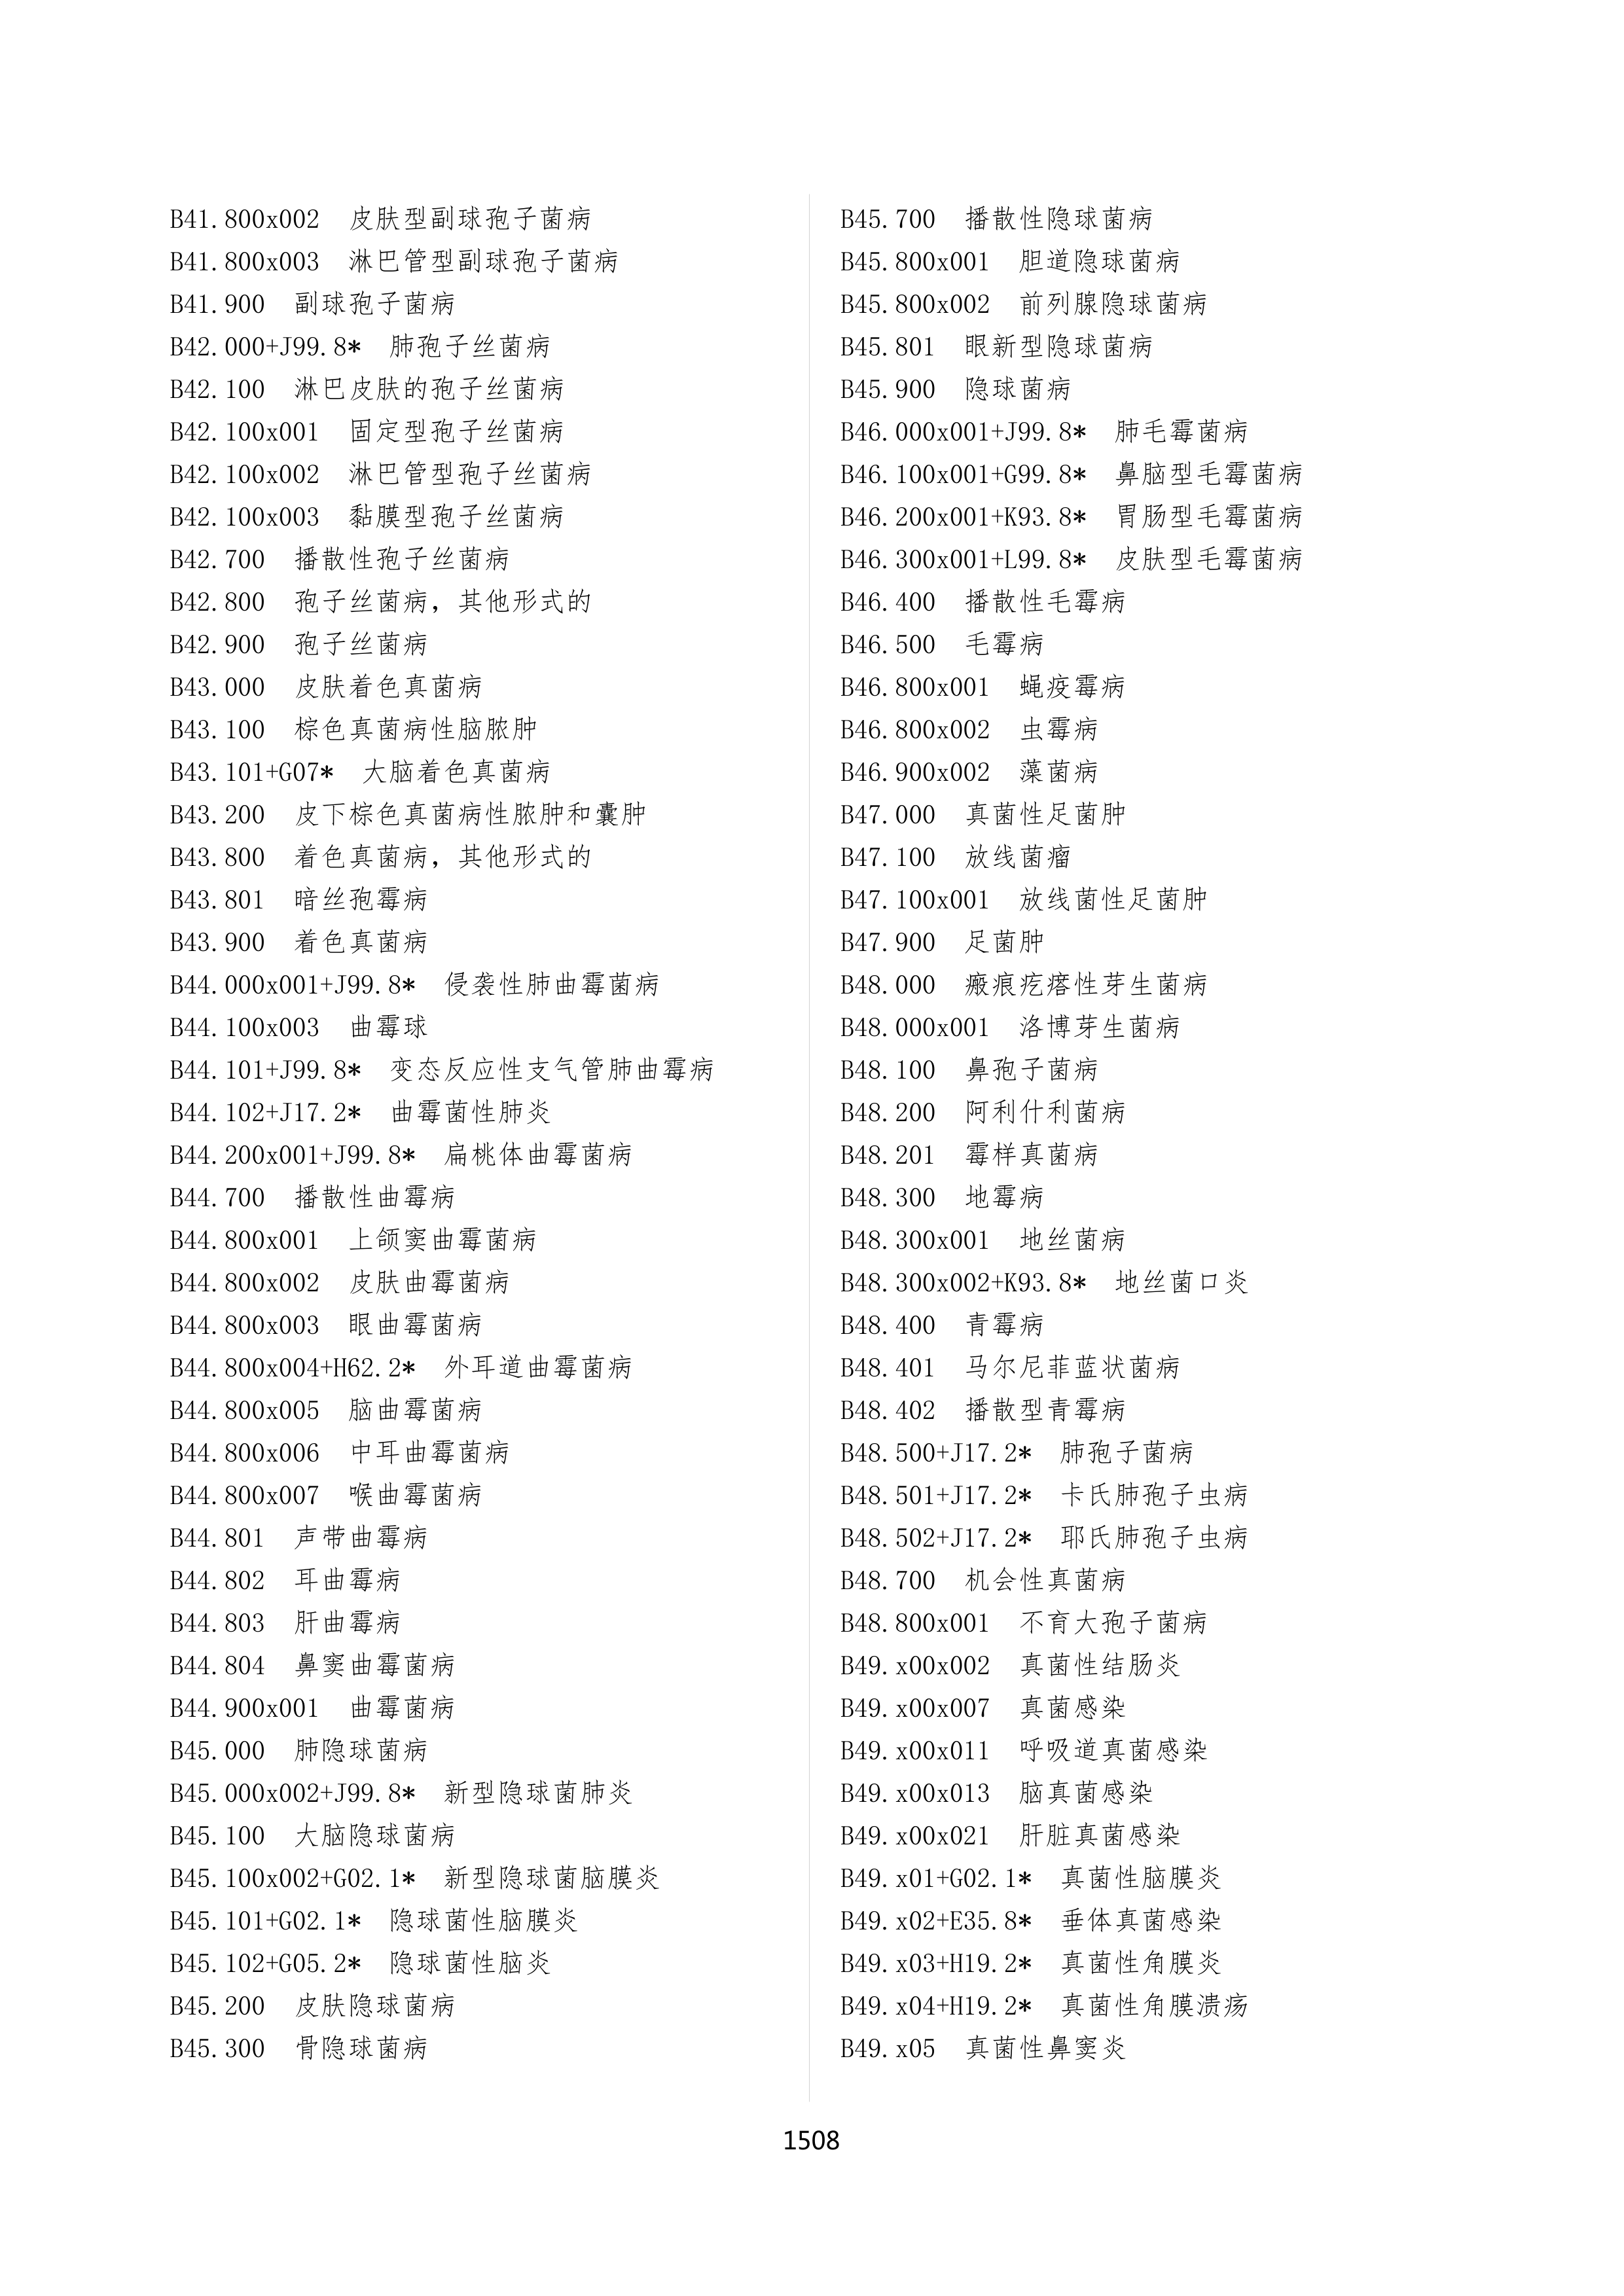 B41.800x002 皮肤型副球孢子菌病
B41.800x003 淋巴管型副球孢子菌病
B41.900 副球孢子菌病
B42.000+J99.8* 肺孢子丝菌病
B42.100 淋巴皮肤的孢子丝菌病
B42.100x001 固定型孢子丝菌病
B42.100x002 淋巴管型孢子丝菌病
B42.100x003 黏膜型孢子丝菌病
B42.700 播散性孢子丝菌病
B42.800 孢子丝菌病，其他形式的
B42.900 孢子丝菌病
B43.000 皮肤着色真菌病
B43.100 棕色真菌病性脑脓肿
B43.101+G07* 大脑着色真菌病
B43.200 皮下棕色真菌病性脓肿和囊肿
B43.800 着色真菌病，其他形式的
B43.801 暗丝孢霉病
B43.900 着色真菌病
B44.000x001+J99.8* 侵袭性肺曲霉菌病
B44.100x003 曲霉球
B44.101+J99.8* 变态反应性支气管肺曲霉病
B44.102+J17.2* 曲霉菌性肺炎
B44.200x001+J99.8* 扁桃体曲霉菌病
B44.700 播散性曲霉病
B44.800x001 上颌窦曲霉菌病
B44.800x002 皮肤曲霉菌病
B44.800x003 眼曲霉菌病
B44.800x004+H62.2* 外耳道曲霉菌病
B44.800x005 脑曲霉菌病
B44.800x006 中耳曲霉菌病
B44.800x007 喉曲霉菌病
B44.801 声带曲霉病
B44.802 耳曲霉病
B44.803 肝曲霉病
B44.804 鼻窦曲霉菌病
B44.900x001 曲霉菌病
B45.000 肺隐球菌病
B45.000x002+J99.8* 新型隐球菌肺炎
B45.100 大脑隐球菌病
B45.100x002+G02.1* 新型隐球菌脑膜炎
B45.101+G02.1* 隐球菌性脑膜炎
B45.102+G05.2* 隐球菌性脑炎
B45.200 皮肤隐球菌病
B45.300 骨隐球菌病
B45.700 播散性隐球菌病
B45.800x001 胆道隐球菌病
B45.800x002 前列腺隐球菌病
B45.801 眼新型隐球菌病
B45.900 隐球菌病
B46.000x001+J99.8* 肺毛霉菌病
B46.100x001+G99.8* 鼻脑型毛霉菌病
B46.200x001+K93.8* 胃肠型毛霉菌病
B46.300x001+L99.8* 皮肤型毛霉菌病
B46.400 播散性毛霉病
B46.500 毛霉病
B46.800x001 蝇疫霉病
B46.800x002 虫霉病
B46.900x002 藻菌病
B47.000 真菌性足菌肿
B47.100 放线菌瘤
B47.100x001 放线菌性足菌肿
B47.900 足菌肿
B48.000 瘢痕疙瘩性芽生菌病
B48.000x001 洛博芽生菌病
B48.100 鼻孢子菌病
B48.200 阿利什利菌病
B48.201 霉样真菌病
B48.300 地霉病
B48.300x001 地丝菌病
B48.300x002+K93.8* 地丝菌口炎
B48.400 青霉病
B48.401 马尔尼菲蓝状菌病
B48.402 播散型青霉病
B48.500+J17.2* 肺孢子菌病
B48.501+J17.2* 卡氏肺孢子虫病
B48.502+J17.2* 耶氏肺孢子虫病
B48.700 机会性真菌病
B48.800x001 不育大孢子菌病
B49.x00x002 真菌性结肠炎
B49.x00x007 真菌感染
B49.x00x011 呼吸道真菌感染
B49.x00x013 脑真菌感染
B49.x00x021 肝脏真菌感染
B49.x01+G02.1* 真菌性脑膜炎
B49.x02+E35.8* 垂体真菌感染
B49.x03+H19.2* 真菌性角膜炎
B49.x04+H19.2* 真菌性角膜溃疡
B49.x05 真菌性鼻窦炎
1508